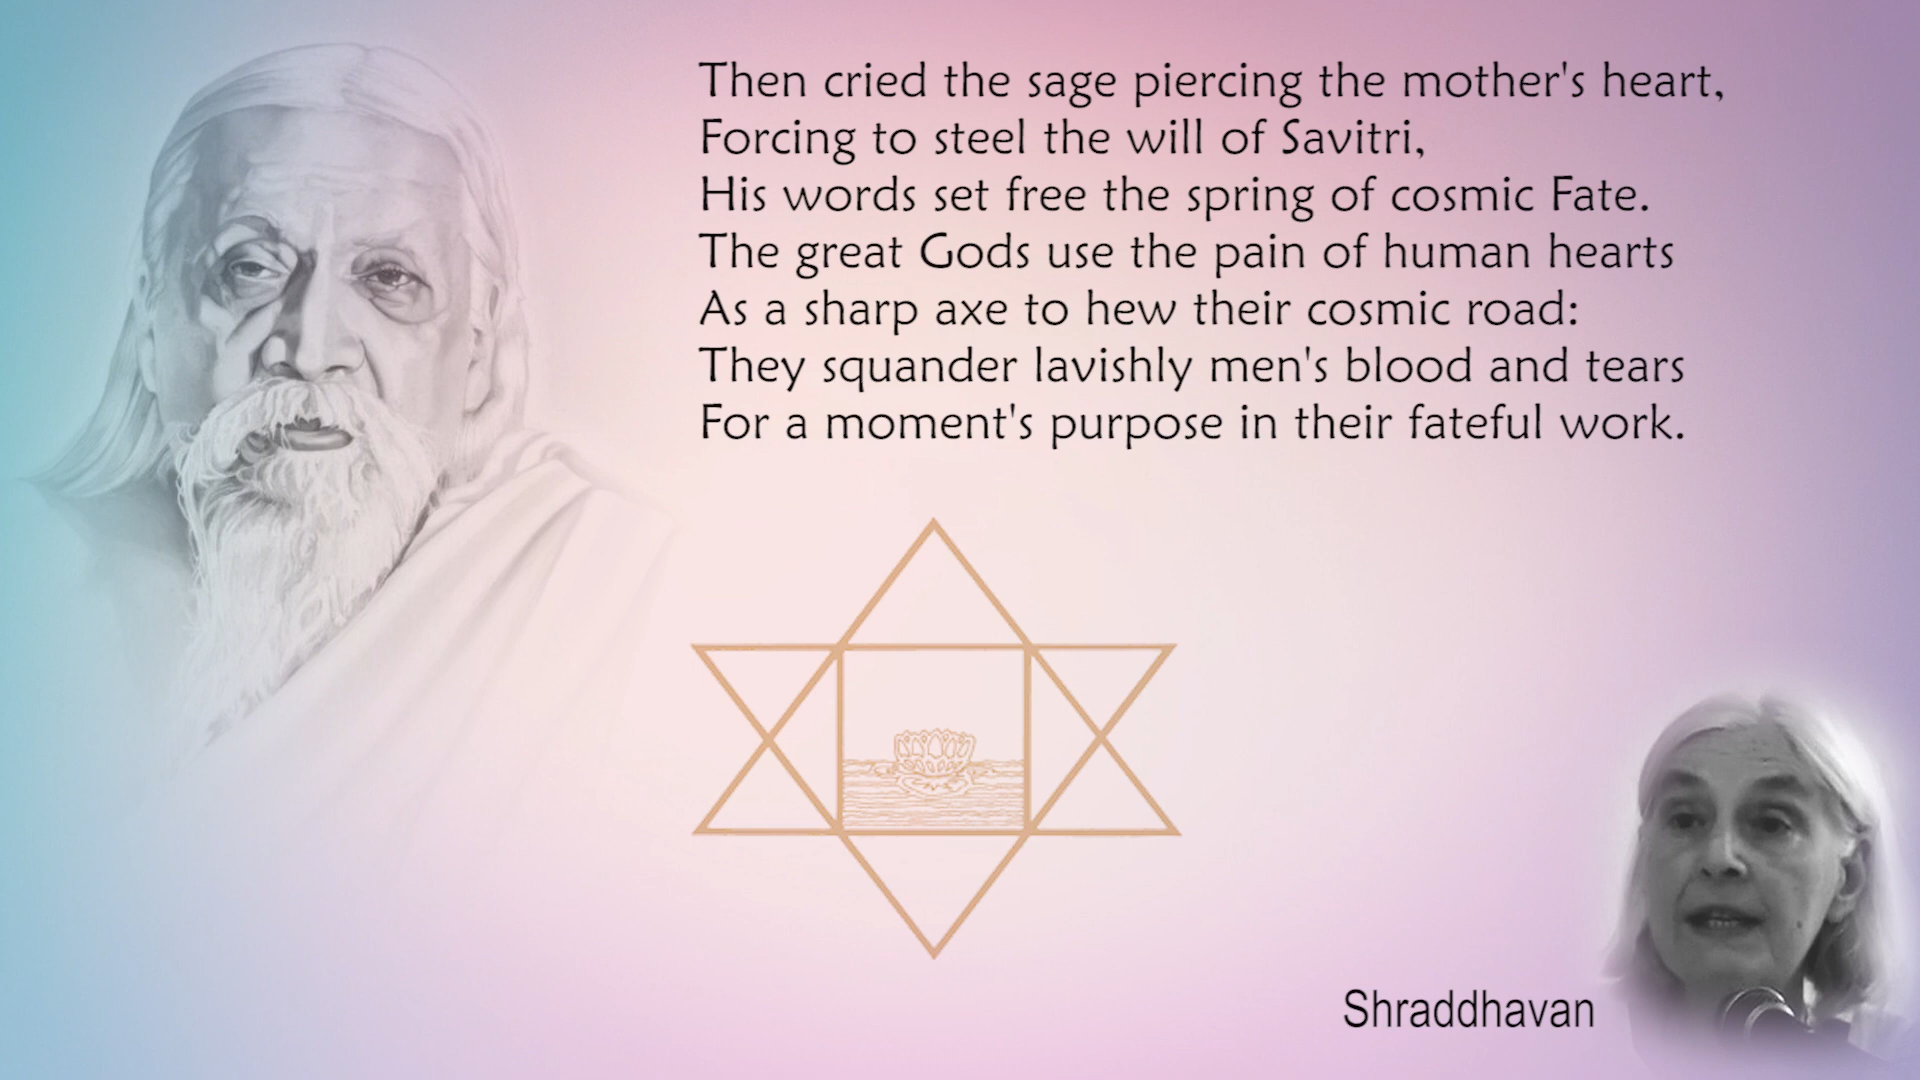 Then cried the sage piercing the mother's heart,
Forcing to steel the will of Savitri,
His words set free the spring of cosmic Fate.
The great Gods use the pain of human hearts
As a sharp axe to hew their cosmic road:
They squander lavishly men's blood and tears
For a moment's purpose in their fateful work.
Shraddhavan